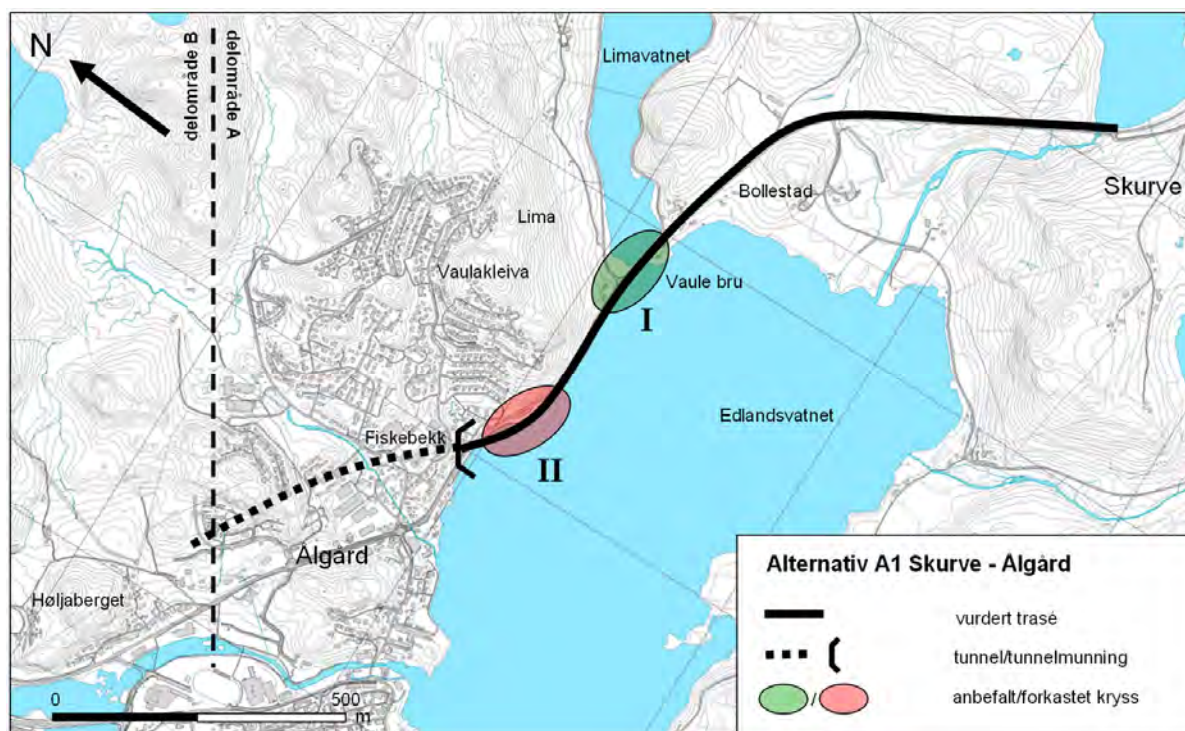 N
delområde B
delområde A
Limavatnet
Skurve
Bollestad
Lima
Vaulakleiva
Vaule bru
I
Edlandsvatnet
Fiskebekk
II
Ålgård
Høljaberget
0 500
m
Alternativ A1 Skurve - Ålgård
vurdert trasé
tunnel/tunnelmunning
/ anbefalt/forkastet kryss